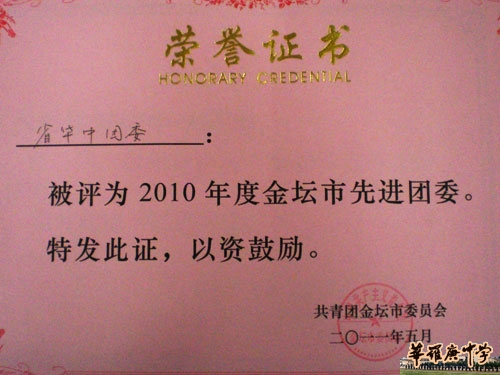 荣誉证书
HONORARY CREDENTIAL
省华中团委：
被评为2010年度金坛市先进团委。
特发此证，以资鼓励。
共青团金坛市委员会
二〇一一年五月
華羅庚中学